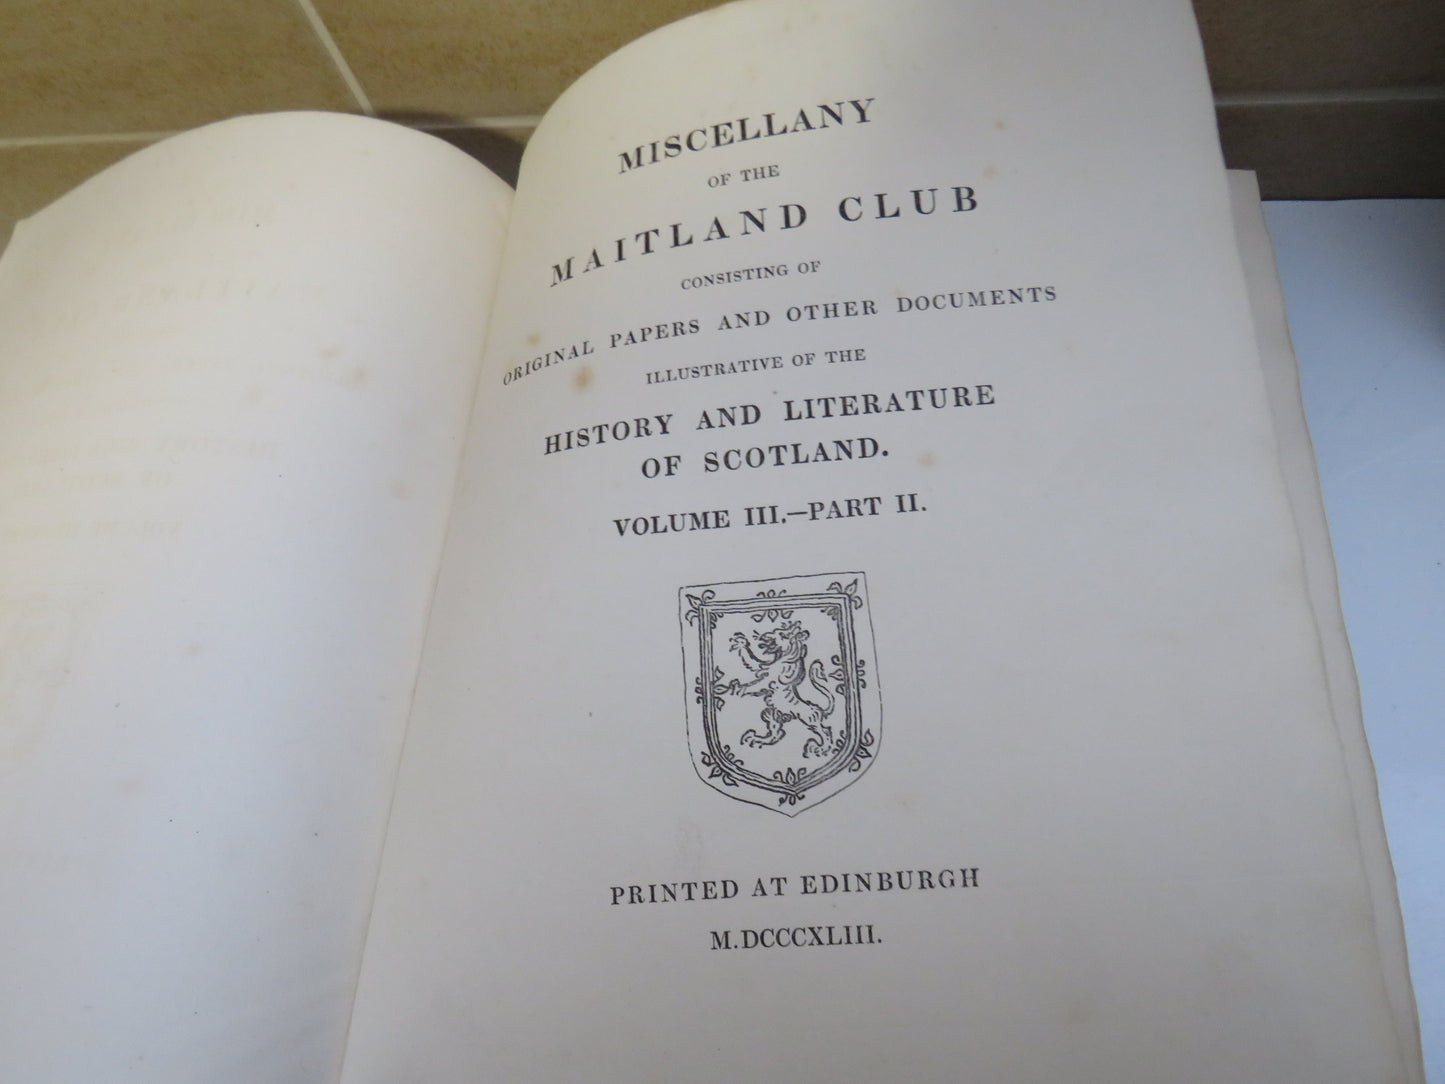 MISCELLANY
OF THE
MAITLAND CLUB
CONSISTING OF
ORIGINAL PAPERS AND OTHER DOCUMENTS
ILLUSTRATIVE OF THE
HISTORY AND LITERATURE
OF SCOTLAND.
VOLUME III.—PART II.
PRINTED AT EDINBURGH
M.DCCCXLIII.